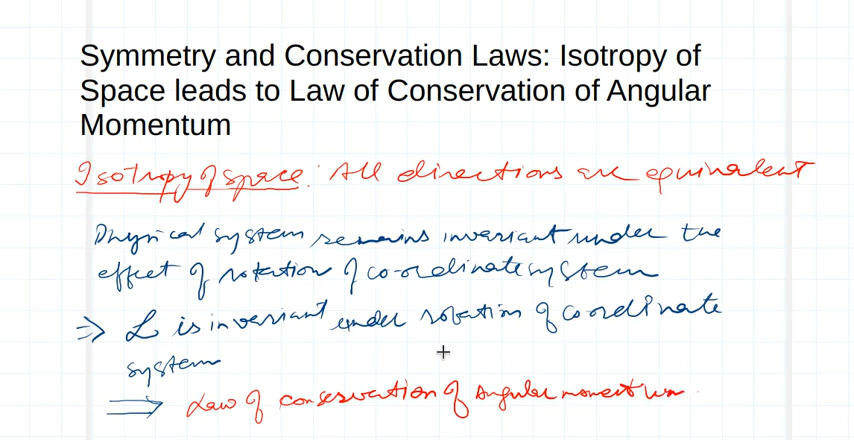 Symmetry and Conservation Laws: Isotropy of
Space leads to Law of Conservation of Angular
Momentum
Isotropy of space: All directions are equivalent
Physical system remains invariant under the
effect of rotation of co-ordinate system
⇒ L is invariant under rotation of coordinate
system
⟹ Law of conservation of Angular momentum